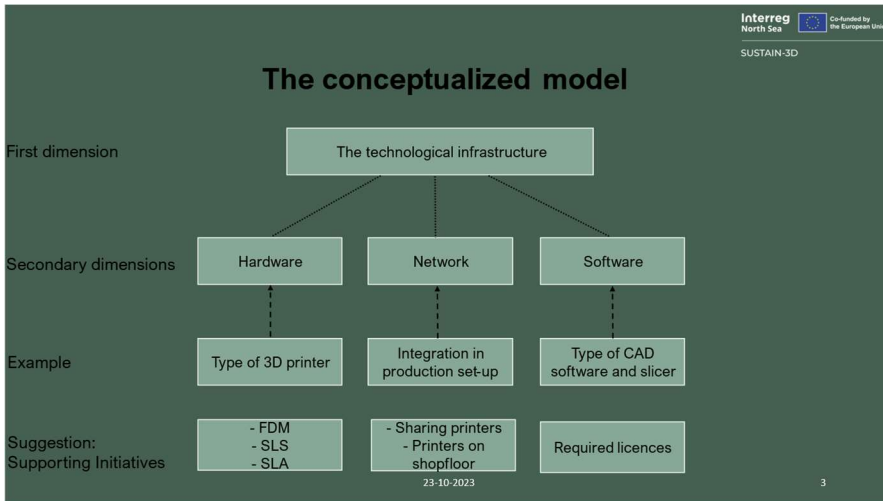 Interreg
North Sea
Co-funded by
the European Uni
SUSTAIN-3D
The conceptualized model
First dimension
The technological infrastructure
Secondary dimensions
Hardware
Network
Software
Example
Type of 3D printer
Integration in
production set-up
Type of CAD
software and slicer
Suggestion:
Supporting Initiatives
- FDM
- SLS
- SLA
- Sharing printers
- Printers on
shopfloor
Required licences
23-10-2023
3